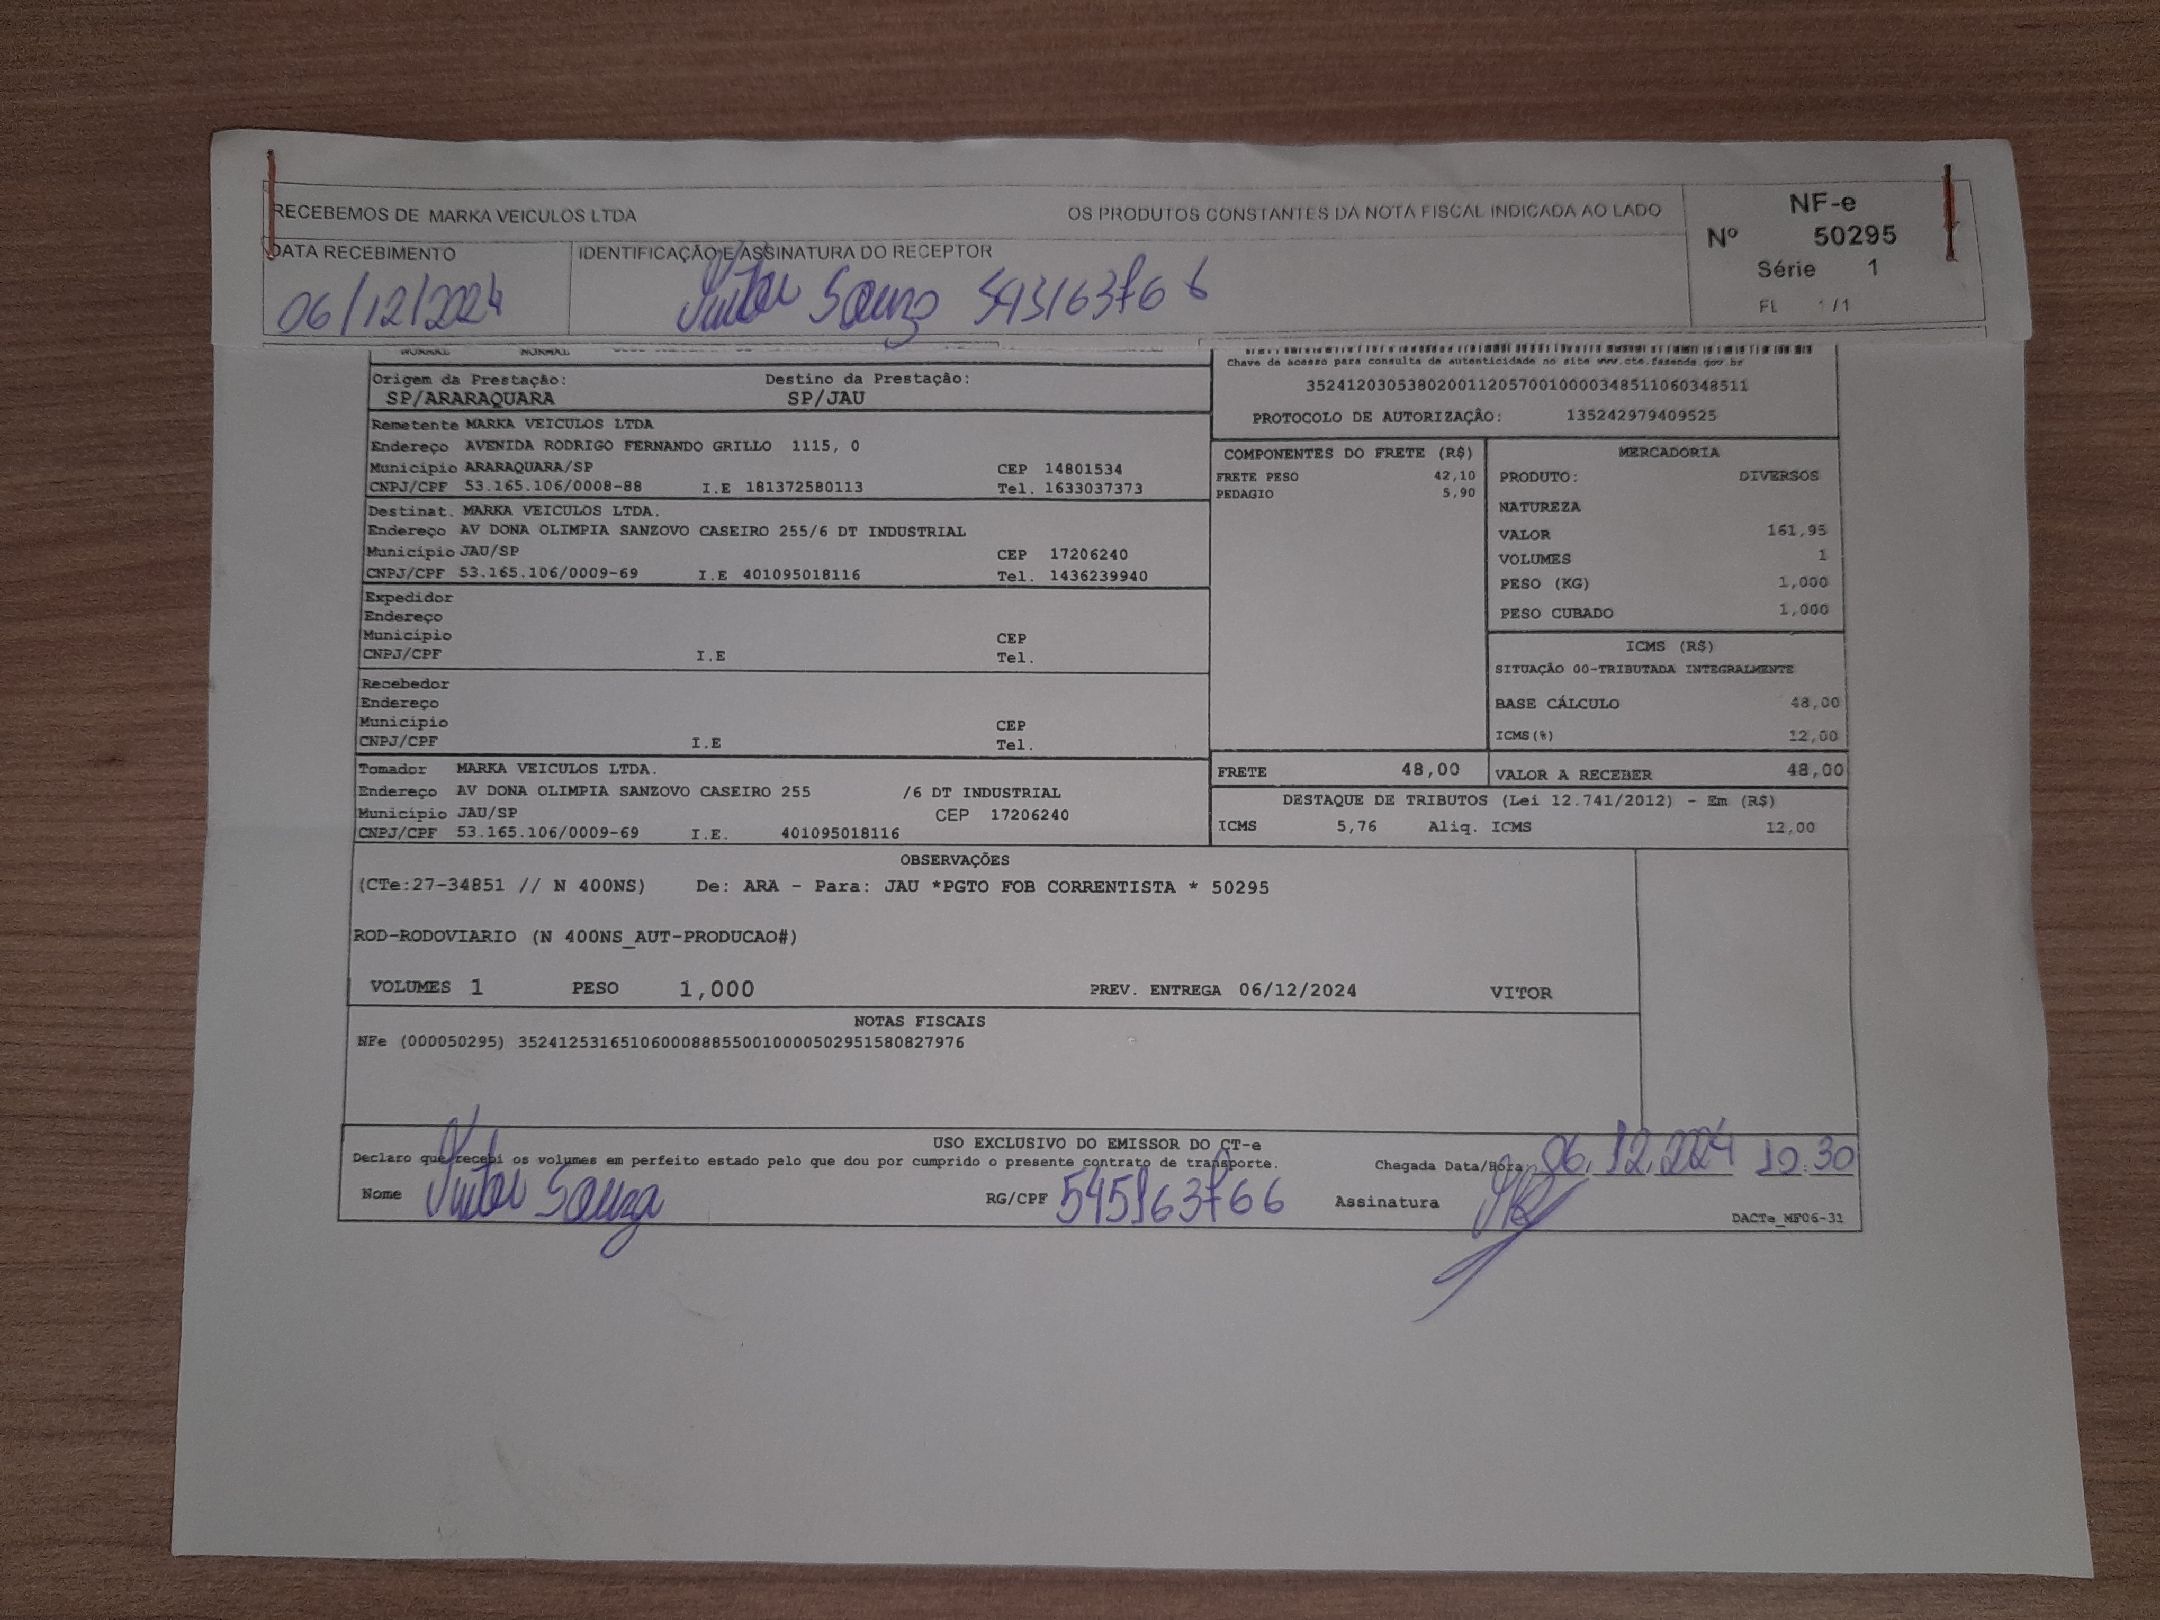 RECEBEMOS DE MARKA VEICULOS LTDA OS PRODUTOS CONSTANTES DA NOTA FISCAL INDICADA AO LADO
NF-e
Nº 50295
Série 1
FL 1/1
DATA RECEBIMENTO IDENTIFICAÇÃO E ASSINATURA DO RECEPTOR
06/12/2024 Vitor Souza
NORMAL NORMAL
Chave de acesso para consulta de autenticidade no site www.cte.fazenda.gov.br
35241203053802001120570010000348511060348511
PROTOCOLO DE AUTORIZAÇÃO: 135242979409525
Origem da Prestação: Destino da Prestação:
SP/ARARAQUARA SP/JAU
Remetente MARKA VEICULOS LTDA
Endereço AVENIDA RODRIGO FERNANDO GRILLO 1115, 0
Município ARARAQUARA/SP CEP 14801534
CNPJ/CPF 53.165.106/0008-88 I.E 181372580113 Tel. 1633037373
Destinat. MARKA VEICULOS LTDA.
Endereço AV DONA OLIMPIA SANZOVO CASEIRO 255/6 DT INDUSTRIAL
Município JAU/SP CEP 17206240
CNPJ/CPF 53.165.106/0009-69 I.E 401095018116 Tel. 1436239940
Expedidor
Endereço
Município CEP
CNPJ/CPF I.E Tel.
Recebedor
Endereço
Município CEP
CNPJ/CPF I.E Tel.
Tomador MARKA VEICULOS LTDA.
Endereço AV DONA OLIMPIA SANZOVO CASEIRO 255 /6 DT INDUSTRIAL
Município JAU/SP CEP 17206240
CNPJ/CPF 53.165.106/0009-69 I.E. 401095018116
COMPONENTES DO FRETE (R$)
FRETE PESO 42,10
PEDAGIO 5,90
MERCADORIA
PRODUTO: DIVERSOS
NATUREZA
VALOR 161,95
VOLUMES 1
PESO (KG) 1,000
PESO CUBADO 1,000
ICMS (R$)
SITUAÇÃO 00-TRIBUTADA INTEGRALMENTE
BASE CÁLCULO 48,00
ICMS(%) 12,00
FRETE 48,00 VALOR A RECEBER 48,00
DESTAQUE DE TRIBUTOS (Lei 12.741/2012) - Em (R$)
ICMS 5,76 Aliq. ICMS 12,00
OBSERVAÇÕES
(CTe:27-34851 // N 400NS) De: ARA - Para: JAU *PGTO FOB CORRENTISTA * 50295
ROD-RODOVIARIO (N 400NS_AUT-PRODUCAO#)
VOLUMES 1 PESO 1,000 PREV. ENTREGA 06/12/2024 VITOR
NOTAS FISCAIS
NFe (000050295) 35241253165106000888550010000502951580827976
USO EXCLUSIVO DO EMISSOR DO CT-e
Declaro que recebi os volumes em perfeito estado pelo que dou por cumprido o presente contrato de transporte.
Chegada Data/Hora 06.12.2024
Nome Vitor Souza RG/CPF Assinatura
DACTe_MF06-31